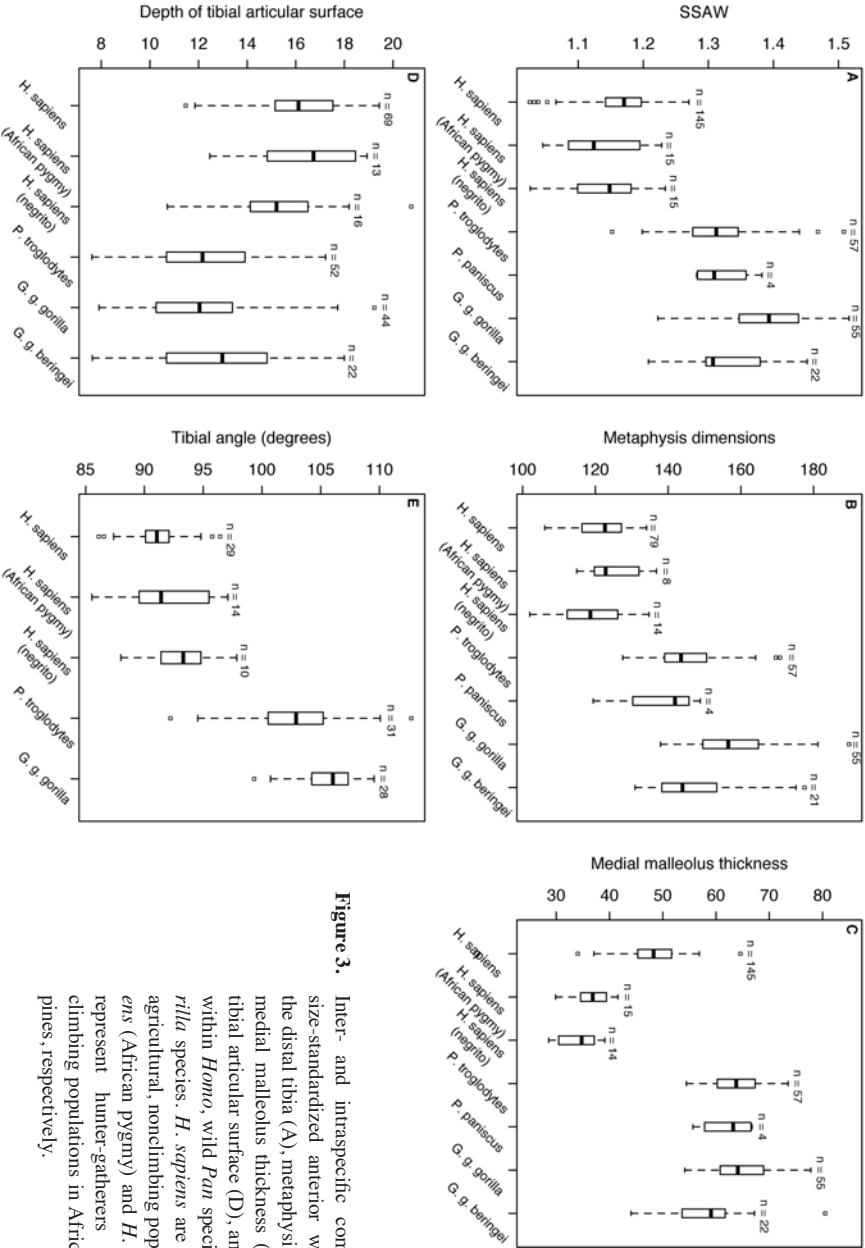 A
SSAW
1.5
1.4
1.3
1.2
1.1
n = 145
n = 15
n = 15
n = 57
n = 4
n = 55
n = 22
H. sapiens
H. sapiens
(African pygmy)
H. sapiens
(negrito)
P. troglodytes
P. paniscus
G. g. gorilla
G. g. beringei
B
Metaphysis dimensions
180
160
140
120
100
n = 79
n = 8
n = 14
n = 57
n = 4
n = 55
n = 21
H. sapiens
H. sapiens
(African pygmy)
H. sapiens
(negrito)
P. troglodytes
P. paniscus
G. g. gorilla
G. g. beringei
C
Medial malleolus thickness
80
70
60
50
40
30
n = 145
n = 15
n = 14
n = 57
n = 4
n = 55
n = 22
H. sapiens
H. sapiens
(African pygmy)
H. sapiens
(negrito)
P. troglodytes
P. paniscus
G. g. gorilla
G. g. beringei
D
Depth of tibial articular surface
20
18
16
14
12
10
8
n = 69
n = 13
n = 16
n = 52
n = 44
n = 22
H. sapiens
H. sapiens
(African pygmy)
H. sapiens
(negrito)
P. troglodytes
G. g. gorilla
G. g. beringei
E
Tibial angle (degrees)
110
105
100
95
90
85
n = 29
n = 14
n = 10
n = 31
n = 28
H. sapiens
H. sapiens
(African pygmy)
H. sapiens
(negrito)
P. troglodytes
G. g. gorilla
Figure 3. Inter- and intraspecific com
size-standardized anterior w
the distal tibia (A), metaphysi
medial malleolus thickness (
tibial articular surface (D), an
within Homo, wild Pan speci
rilla species. H. sapiens are
agricultural, nonclimbing pop
ens (African pygmy) and H.
represent hunter-gatherers
climbing populations in Afric
pines, respectively.